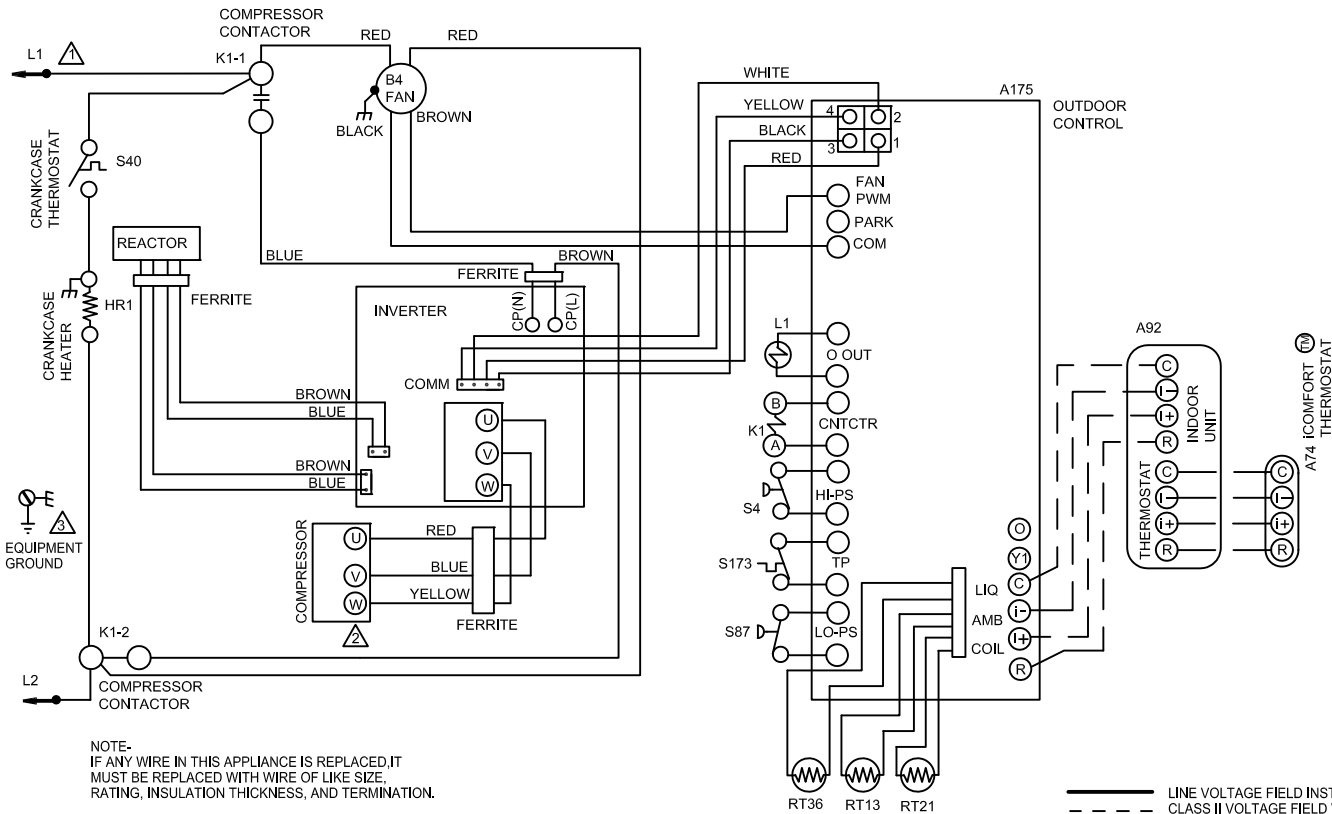 COMPRESSOR
CONTACTOR
RED
RED
L1
1
K1-1
B4
FAN
BLACK
BROWN
WHITE
YELLOW
BLACK
RED
A175
OUTDOOR
CONTROL
4
2
3
1
CRANKCASE
THERMOSTAT
S40
FAN
PWM
PARK
COM
REACTOR
FERRITE
BLUE
BROWN
FERRITE
CP(N)
CP(L)
INVERTER
CRANKCASE
HEATER
HR1
COMM
BROWN
BLUE
BROWN
BLUE
U
V
W
L1
O OUT
B
K1
A
CNTCTR
HI-PS
S4
S173
TP
S87
LO-PS
A92
C
I-
I+
R
INDOOR
UNIT
THERMOSTAT
C
I-
i+
R
C
I-
i+
R
A74 iCOMFORT TM
THERMOSTAT
3
EQUIPMENT
GROUND
COMPRESSOR
U
V
W
RED
BLUE
YELLOW
FERRITE
2
O
Y1
C
i-
I+
R
LIQ
AMB
COIL
K1-2
L2
COMPRESSOR
CONTACTOR
NOTE-
IF ANY WIRE IN THIS APPLIANCE IS REPLACED,IT
MUST BE REPLACED WITH WIRE OF LIKE SIZE,
RATING, INSULATION THICKNESS, AND TERMINATION.
RT36
RT13
RT21
LINE VOLTAGE FIELD INST
CLASS II VOLTAGE FIELD